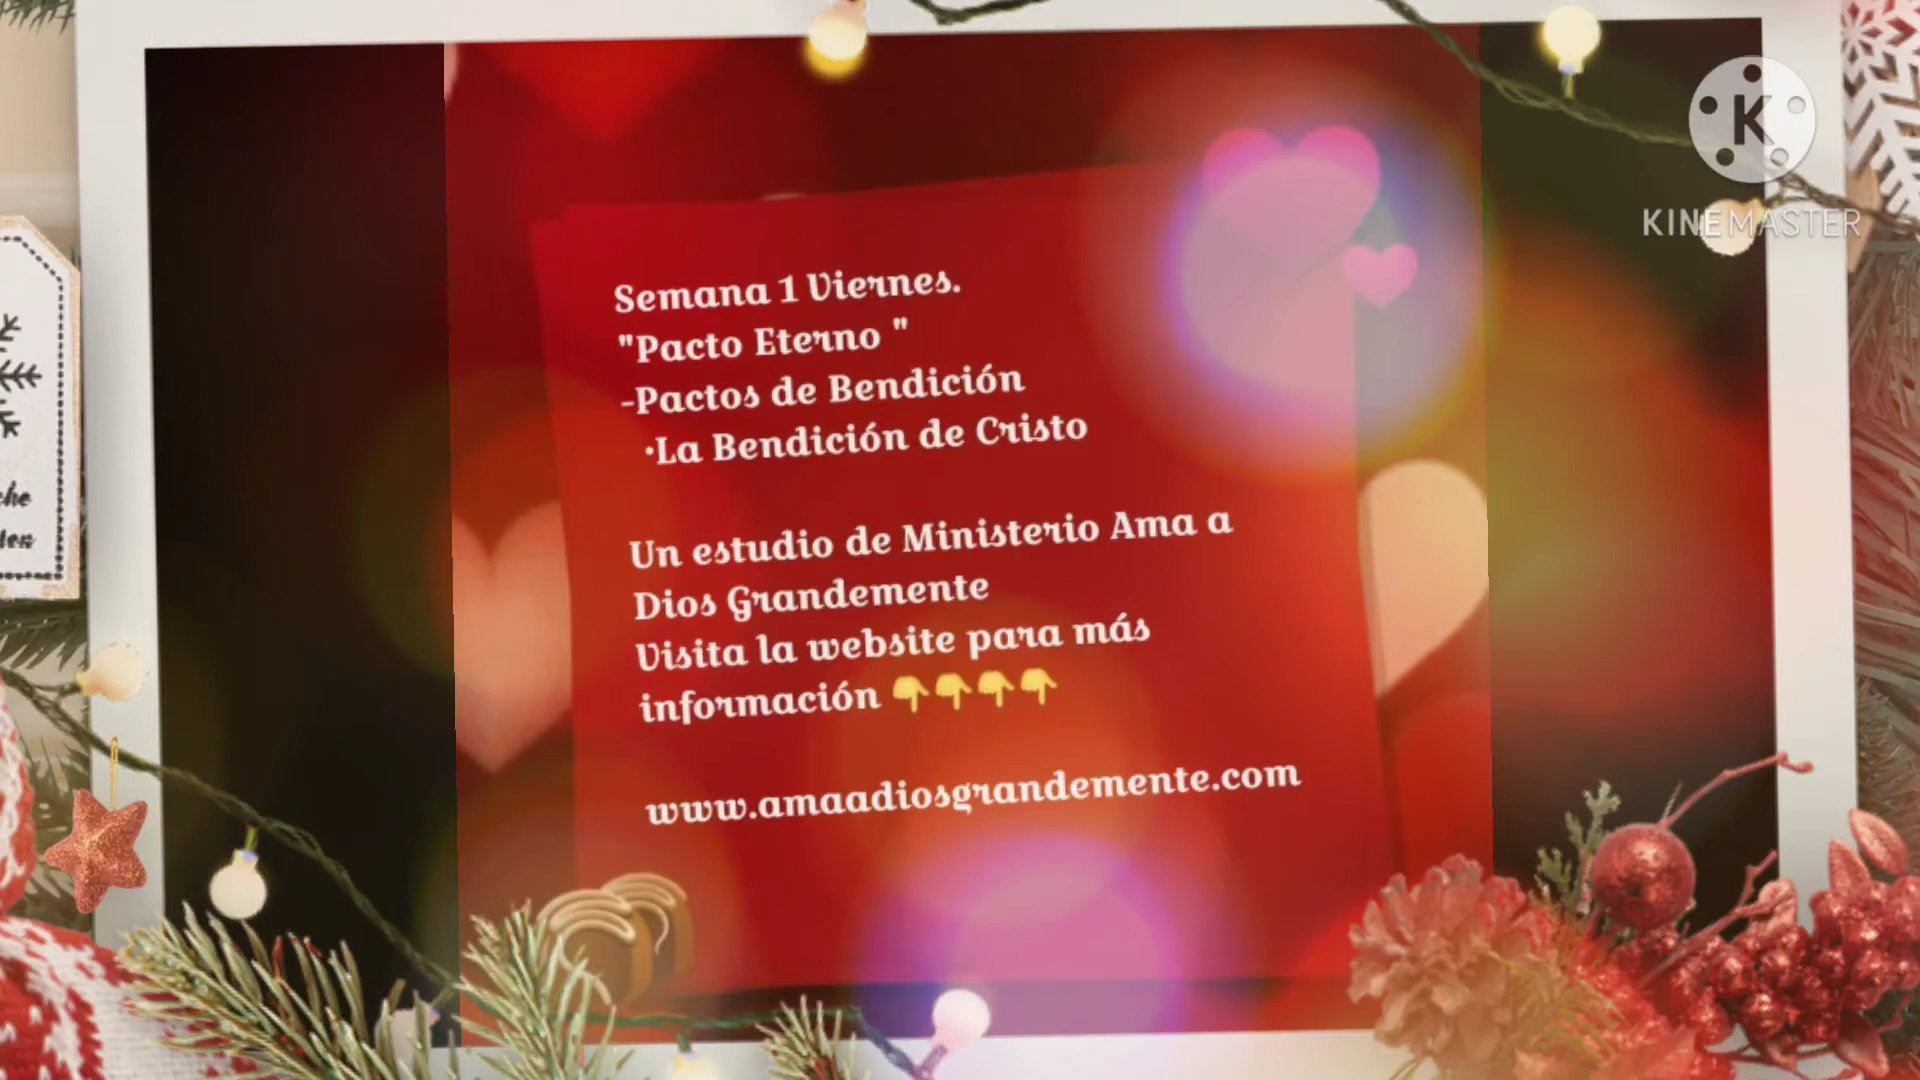 Semana 1 Viernes.
"Pacto Eterno "
-Pactos de Bendición
·La Bendición de Cristo
Un estudio de Ministerio Ama a
Dios Grandemente
Visita la website para más
información 👇👇👇👇
www.amaadiosgrandemente.com
K
KINEMASTER